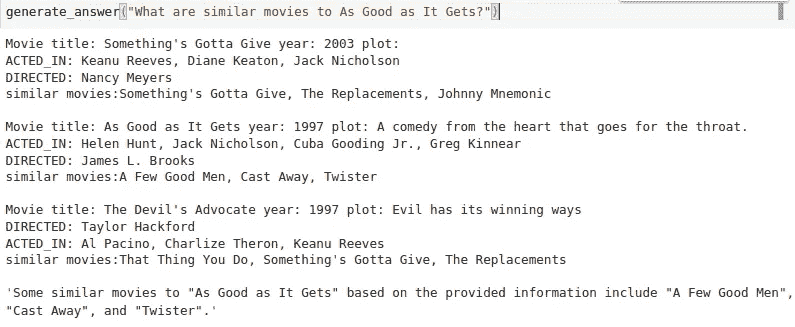 generate_answer("What are similar movies to As Good as It Gets?")
Movie title: Something's Gotta Give year: 2003 plot:
ACTED_IN: Keanu Reeves, Diane Keaton, Jack Nicholson
DIRECTED: Nancy Meyers
similar movies:Something's Gotta Give, The Replacements, Johnny Mnemonic
Movie title: As Good as It Gets year: 1997 plot: A comedy from the heart that goes for the throat.
ACTED_IN: Helen Hunt, Jack Nicholson, Cuba Gooding Jr., Greg Kinnear
DIRECTED: James L. Brooks
similar movies:A Few Good Men, Cast Away, Twister
Movie title: The Devil's Advocate year: 1997 plot: Evil has its winning ways
DIRECTED: Taylor Hackford
ACTED_IN: Al Pacino, Charlize Theron, Keanu Reeves
similar movies:That Thing You Do, Something's Gotta Give, The Replacements
'Some similar movies to "As Good as It Gets" based on the provided information include "A Few Good Men",
"Cast Away", and "Twister".'